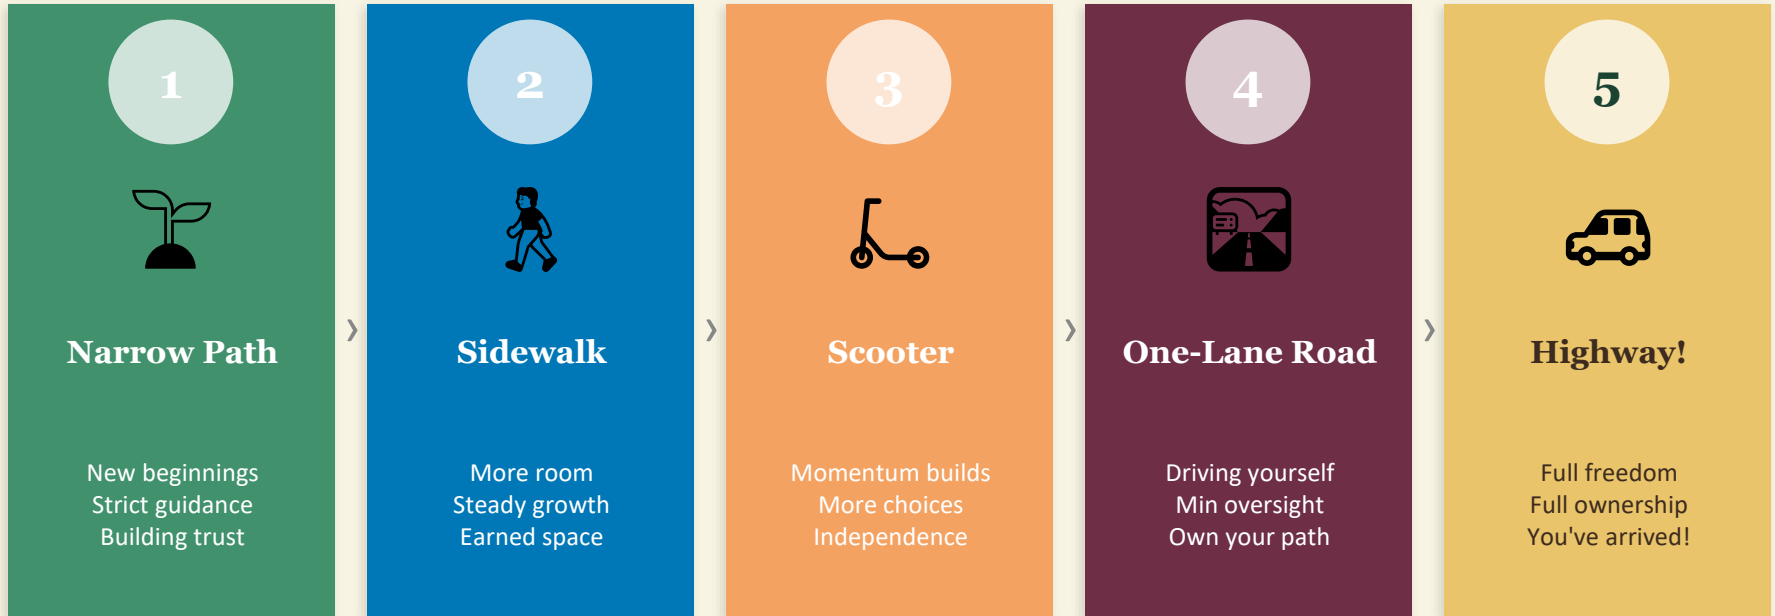 1
Narrow Path
New beginnings
Strict guidance
Building trust
›
2
Sidewalk
More room
Steady growth
Earned space
›
3
Scooter
Momentum builds
More choices
Independence
›
4
One-Lane Road
Driving yourself
Min oversight
Own your path
›
5
Highway!
Full freedom
Full ownership
You've arrived!